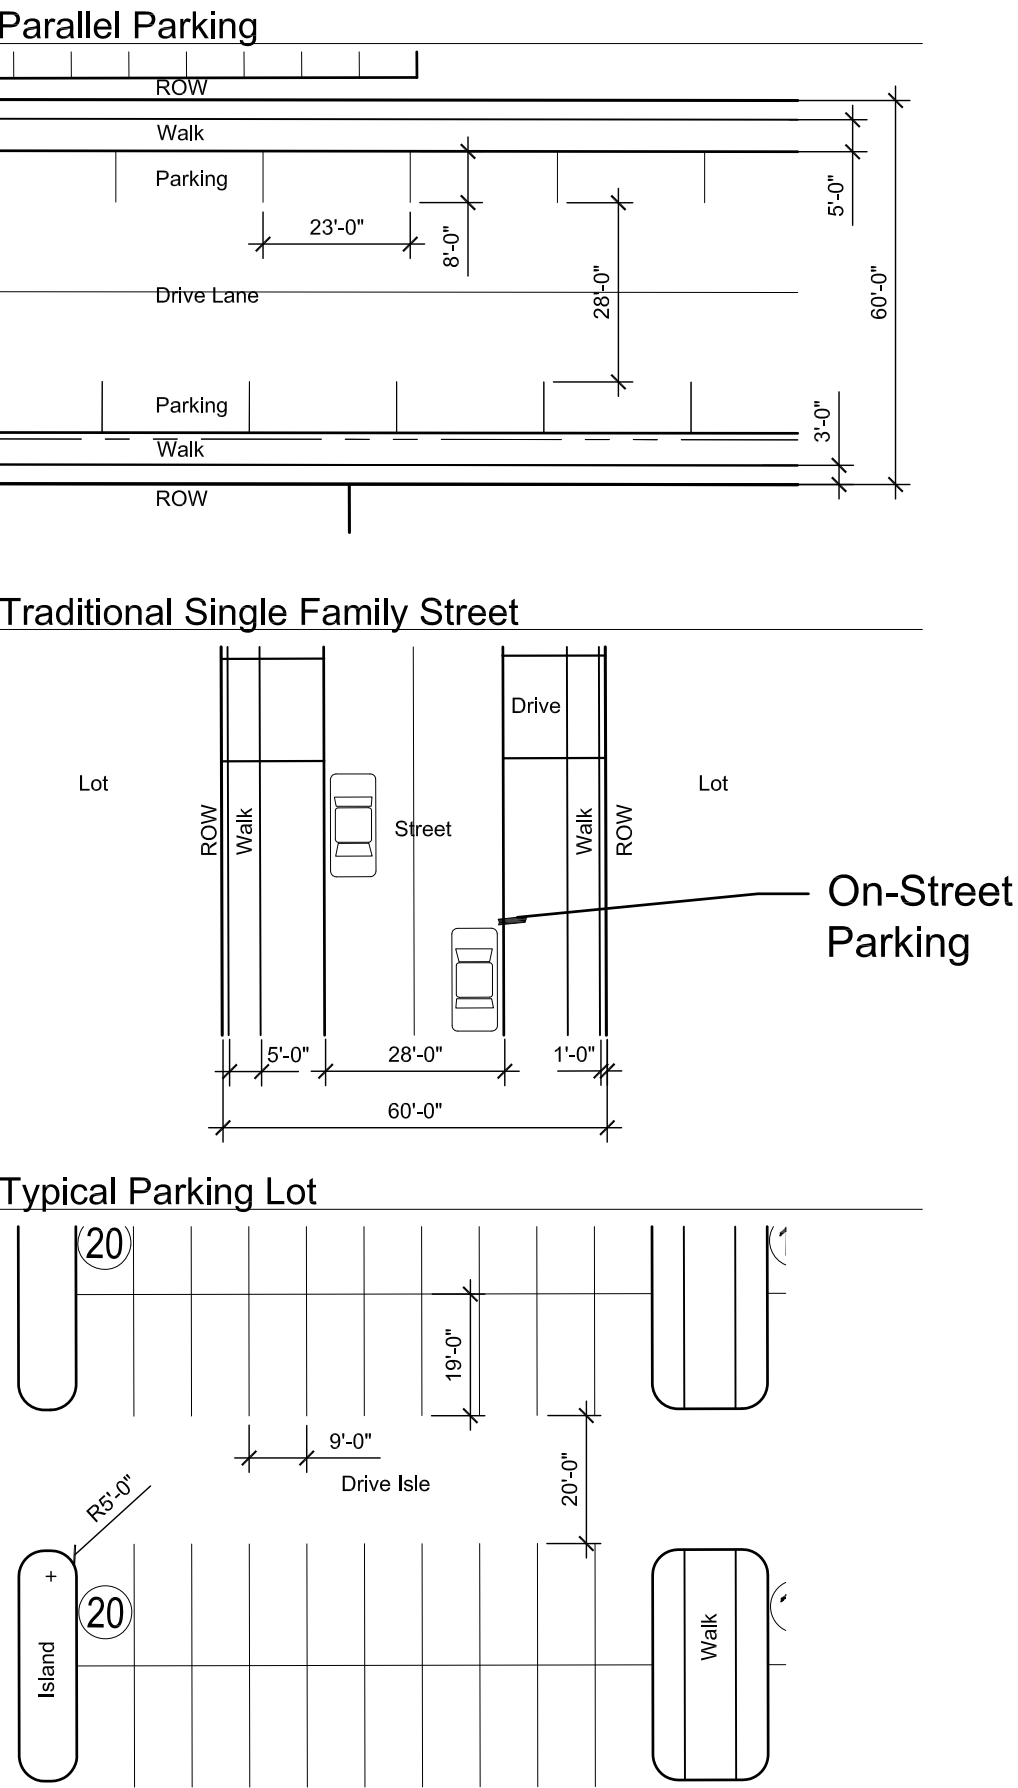 Parallel Parking
ROW
Walk
Parking
23'-0"
8'-0"
28'-0"
5'-0"
60'-0"
Drive Lane
Parking
Walk
3'-0"
ROW
Traditional Single Family Street
Drive
Lot
Lot
ROW
Walk
Street
Walk
ROW
On-Street
Parking
5'-0"
28'-0"
1'-0"
60'-0"
Typical Parking Lot
20
19'-0"
9'-0"
Drive Isle
20'-0"
R5'-0"
20
Island
Walk